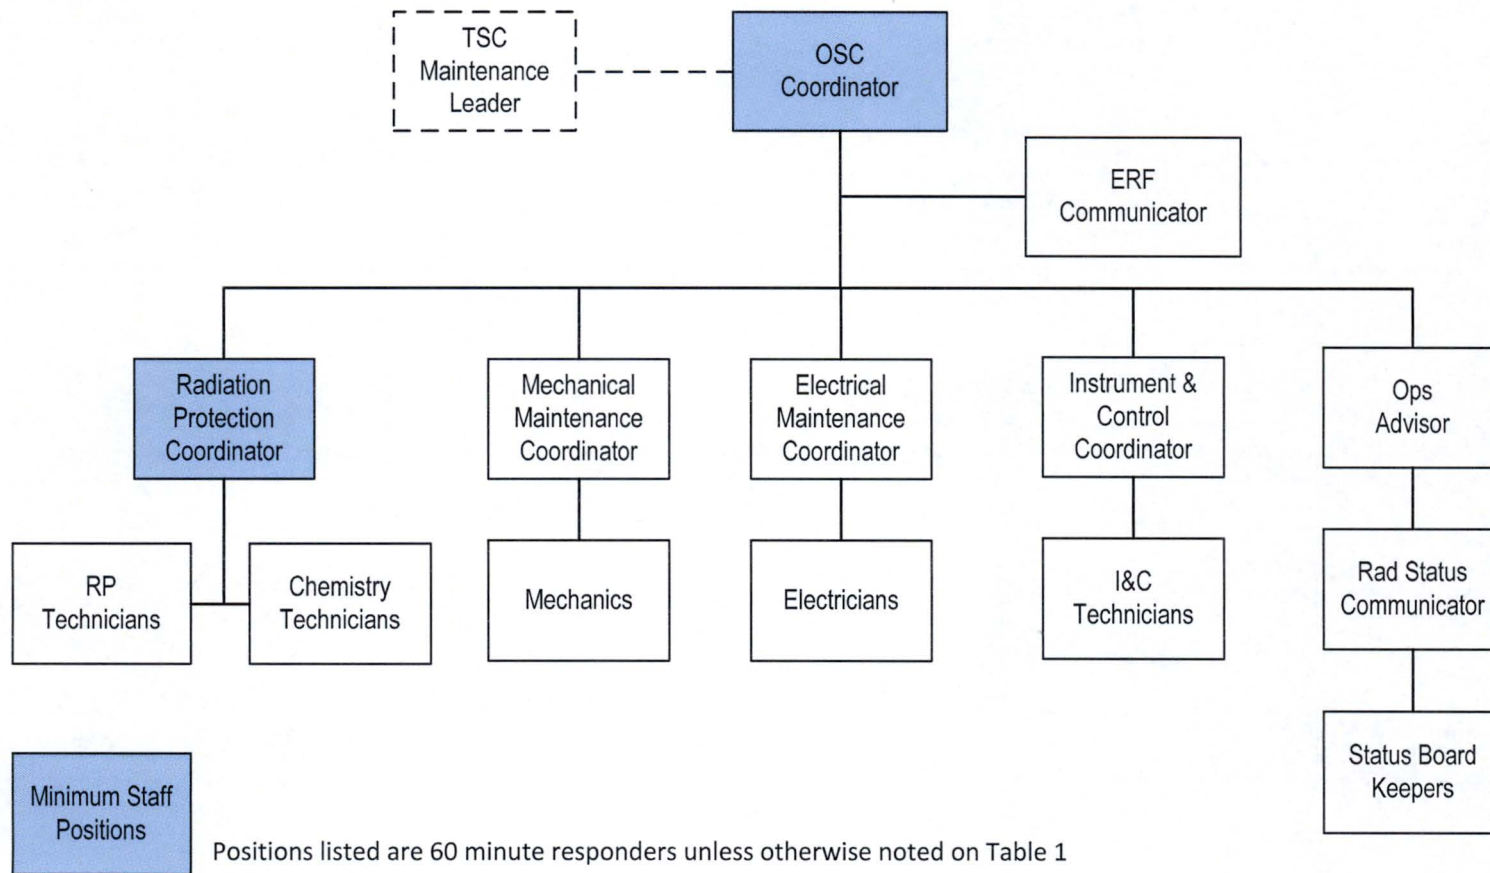 TSC
Maintenance
Leader
OSC
Coordinator
ERF
Communicator
Radiation
Protection
Coordinator
Mechanical
Maintenance
Coordinator
Electrical
Maintenance
Coordinator
Instrument &
Control
Coordinator
Ops
Advisor
RP
Technicians
Chemistry
Technicians
Mechanics
Electricians
I&C
Technicians
Rad Status
Communicator
Status Board
Keepers
Minimum Staff
Positions
Positions listed are 60 minute responders unless otherwise noted on Table 1